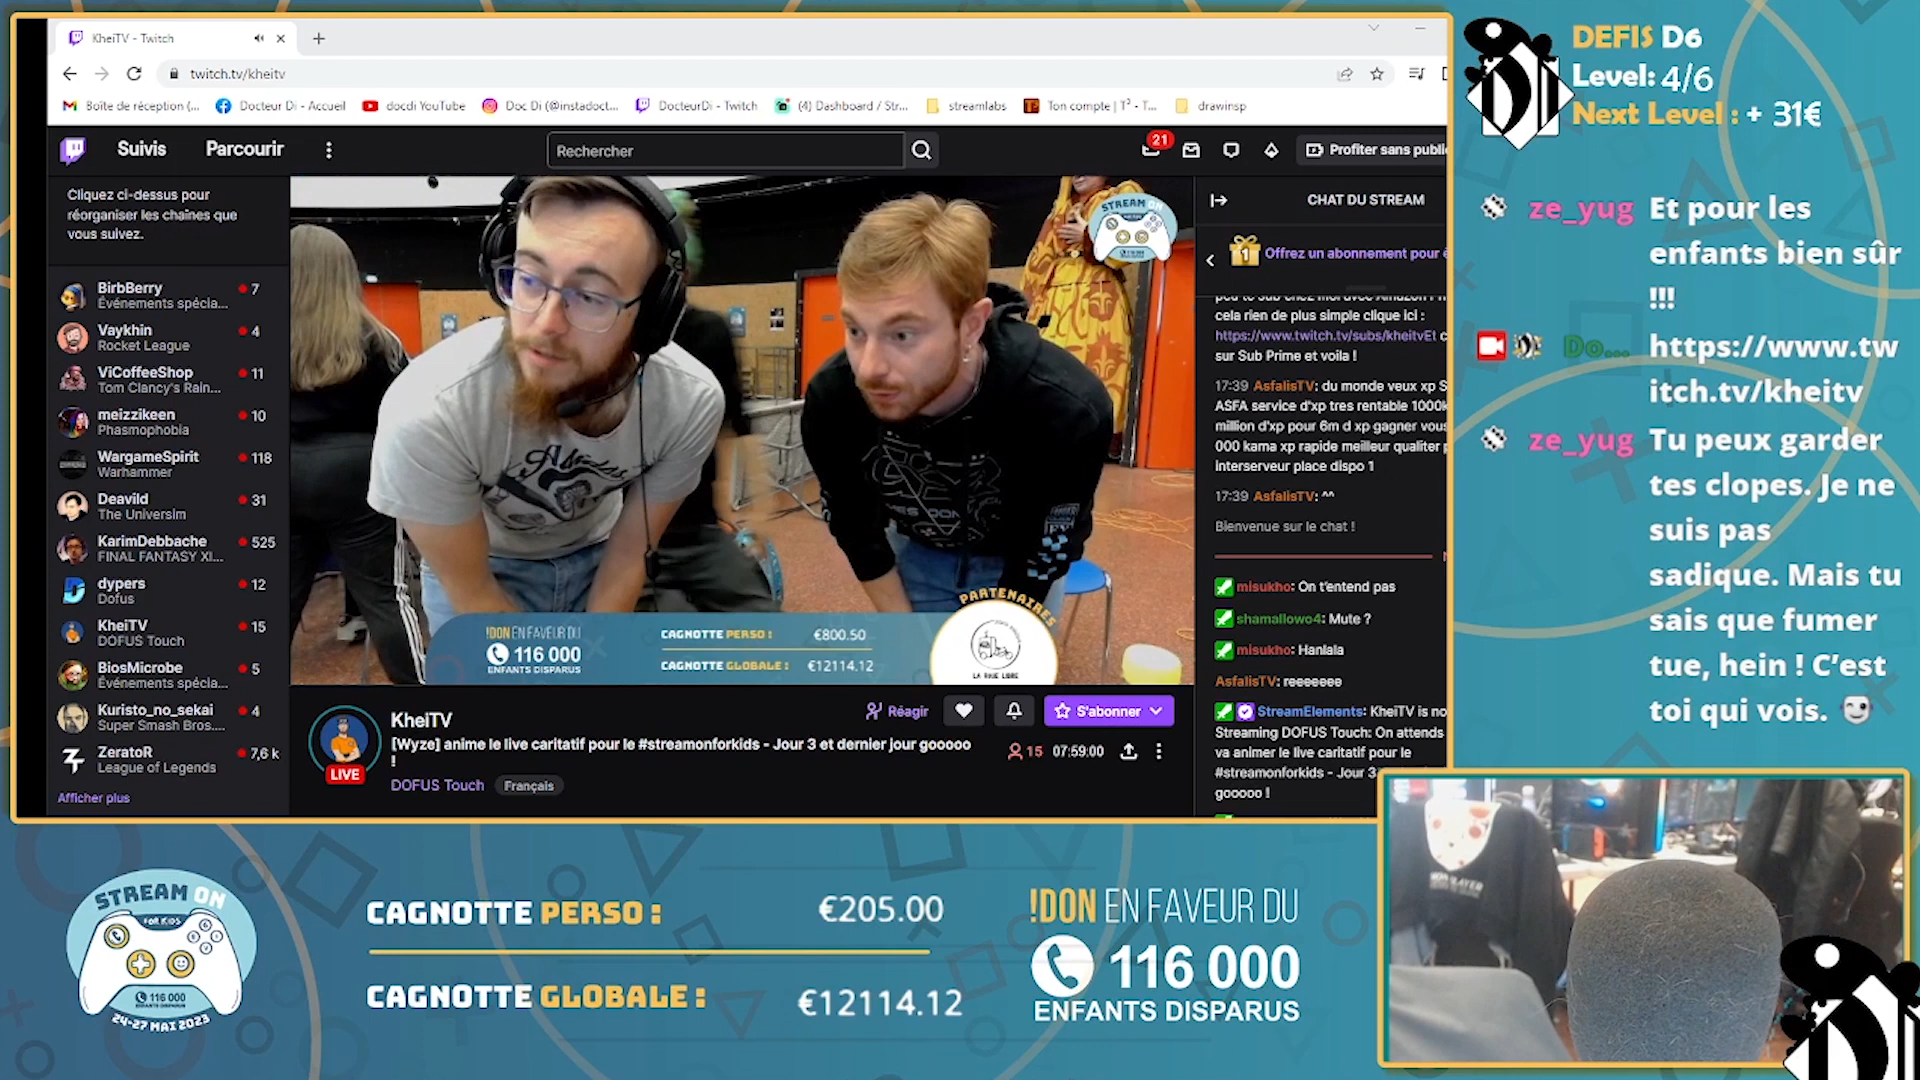 KheiTV - Twitch
twitch.tv/kheitv
Boîte de réception (...
Docteur Di - Accueil
docdi YouTube
Doc Di (@instadoct...
DocteurDi - Twitch
(4) Dashboard / Str...
streamlabs
Ton compte | T² - T...
drawinsp
Suivis
Parcourir
Rechercher
21
Profiter sans public
Cliquez ci-dessus pour
réorganiser les chaînes que
vous suivez.
BirbBerry 7
Événements spécia...
Vaykhin 4
Rocket League
ViCoffeeShop 11
Tom Clancy's Rain...
meizzikeen 10
Phasmophobia
WargameSpirit 118
Warhammer
Deavild 31
The Universim
KarimDebbache 525
FINAL FANTASY XI...
dypers 12
Dofus
KheiTV 15
DOFUS Touch
BiosMicrobe 5
Événements spécia...
Kuristo_no_sekai 4
Super Smash Bros....
ZeratoR 7,6 k
League of Legends
Afficher plus
STREAM ON
!DON EN FAVEUR DU
116 000
ENFANTS DISPARUS
CAGNOTTE PERSO : €800.50
CAGNOTTE GLOBALE : €12114.12
PARTENAIRES
LA RUE LIBRE
LIVE
KheiTV
[Wyze] anime le live caritatif pour le #streamonforkids - Jour 3 et dernier jour gooooo
!
DOFUS Touch
Français
Réagir
S'abonner
15 07:59:00
CHAT DU STREAM
1
Offrez un abonnement pour
cela rien de plus simple clique ici :
https://www.twitch.tv/subs/kheitvEt
sur Sub Prime et voila !
17:39 AsfalisTV: du monde veux xp S
ASFA service d'xp tres rentable 1000k
million d'xp pour 6m d xp gagner vous
000 kama xp rapide meilleur qualiter
interserveur place dispo 1
17:39 AsfalisTV: ^^
Bienvenue sur le chat !
misukho: On t'entend pas
shamallowo4: Mute ?
misukho: Hanlala
AsfalisTV: reeeeeee
StreamElements: KheiTV is no
Streaming DOFUS Touch: On attends
va animer le live caritatif pour le
#streamonforkids - Jour 3
gooooo !
DEFIS D6
Level: 4/6
Next Level : + 31€
ze_yug Et pour les
enfants bien sûr
!!!
Do... https://www.tw
itch.tv/kheitv
ze_yug Tu peux garder
tes clopes. Je ne
suis pas
sadique. Mais tu
sais que fumer
tue, hein ! C'est
toi qui vois.
STREAM ON
FOR KIDS
116 000
ENFANTS DISPARUS
24-27 MAI 2023
CAGNOTTE PERSO : €205.00
CAGNOTTE GLOBALE : €12114.12
!DON EN FAVEUR DU
116 000
ENFANTS DISPARUS